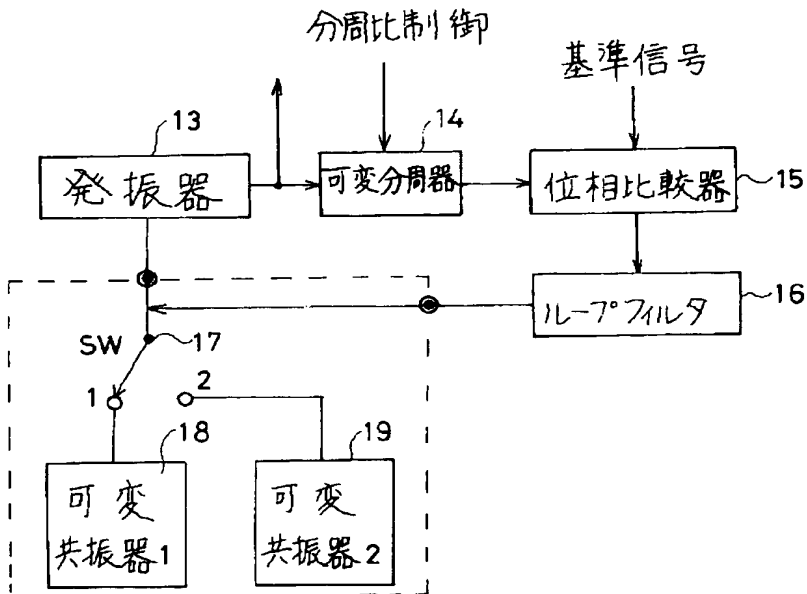 分周比制御
基準信号
13
14
発振器
可変分周器
位相比較器
15
ループフィルタ
16
SW
17
1
2
18
19
可変
共振器1
可変
共振器2